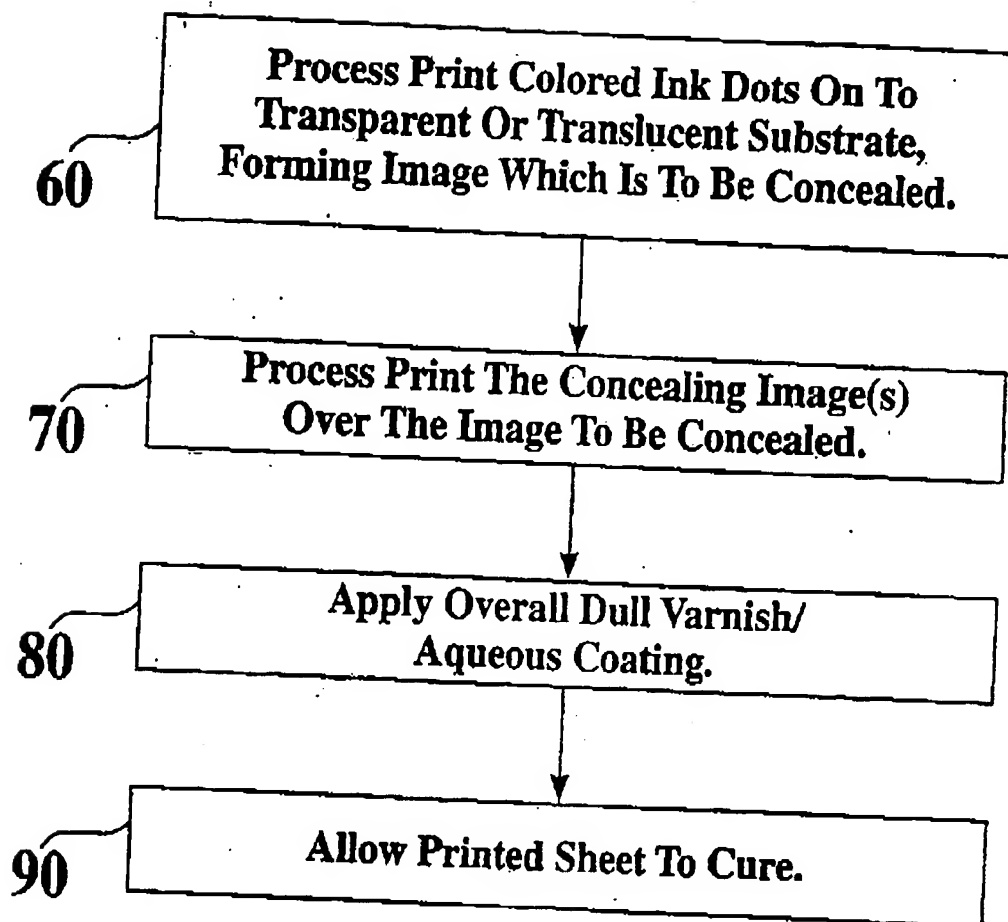 Process Print Colored Ink Dots On To
Transparent Or Translucent Substrate,
Forming Image Which Is To Be Concealed.
60
Process Print The Concealing Image(s)
Over The Image To Be Concealed.
70
Apply Overall Dull Varnish/
Aqueous Coating.
80
Allow Printed Sheet To Cure.
90